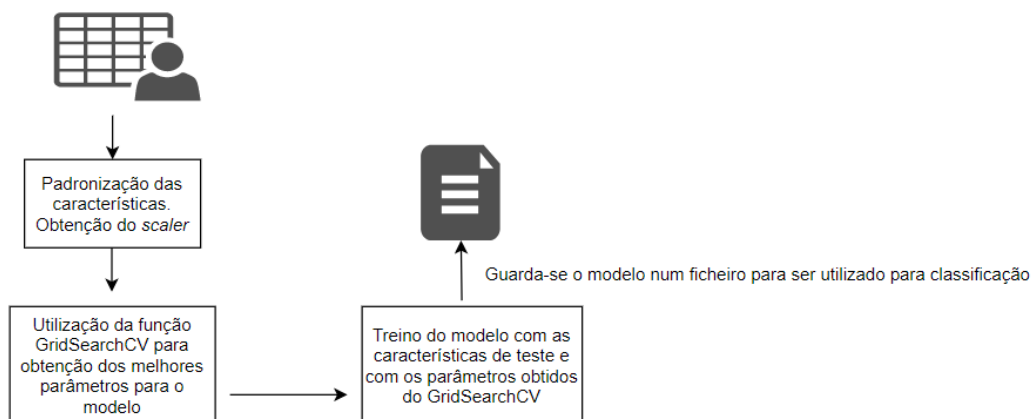 Padronização das
características.
Obtenção do scaler
Utilização da função
GridSearchCV para
obtenção dos melhores
parâmetros para o
modelo
Treino do modelo com as
características de teste e
com os parâmetros obtidos
do GridSearchCV
Guarda-se o modelo num ficheiro para ser utilizado para classificação